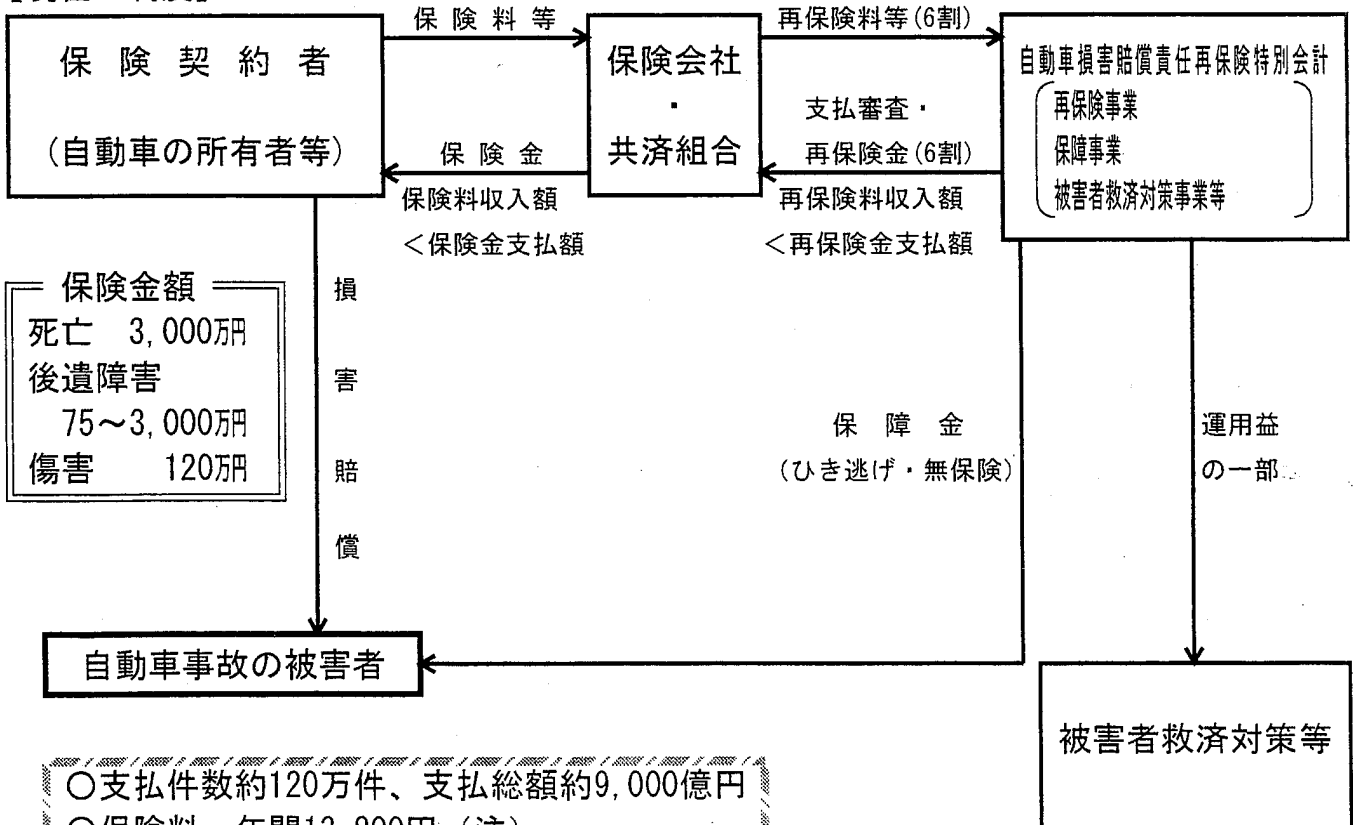 保険契約者
(自動車の所有者等)
保険料等
保険金
保険料収入額
＜保険金支払額
保険会社
・
共済組合
再保険料等(6割)
支払審査・
再保険金(6割)
再保険料収入額
＜再保険金支払額
自動車損害賠償責任再保険特別会計
再保険事業
保障事業
被害者救済対策事業等
保険金額
死亡 3,000万円
後遺障害
75～3,000万円
傷害 120万円
損害賠償
保障金
(ひき逃げ・無保険)
運用益
の一部
自動車事故の被害者
被害者救済対策等
○支払件数約120万件、支払総額約9,000億円